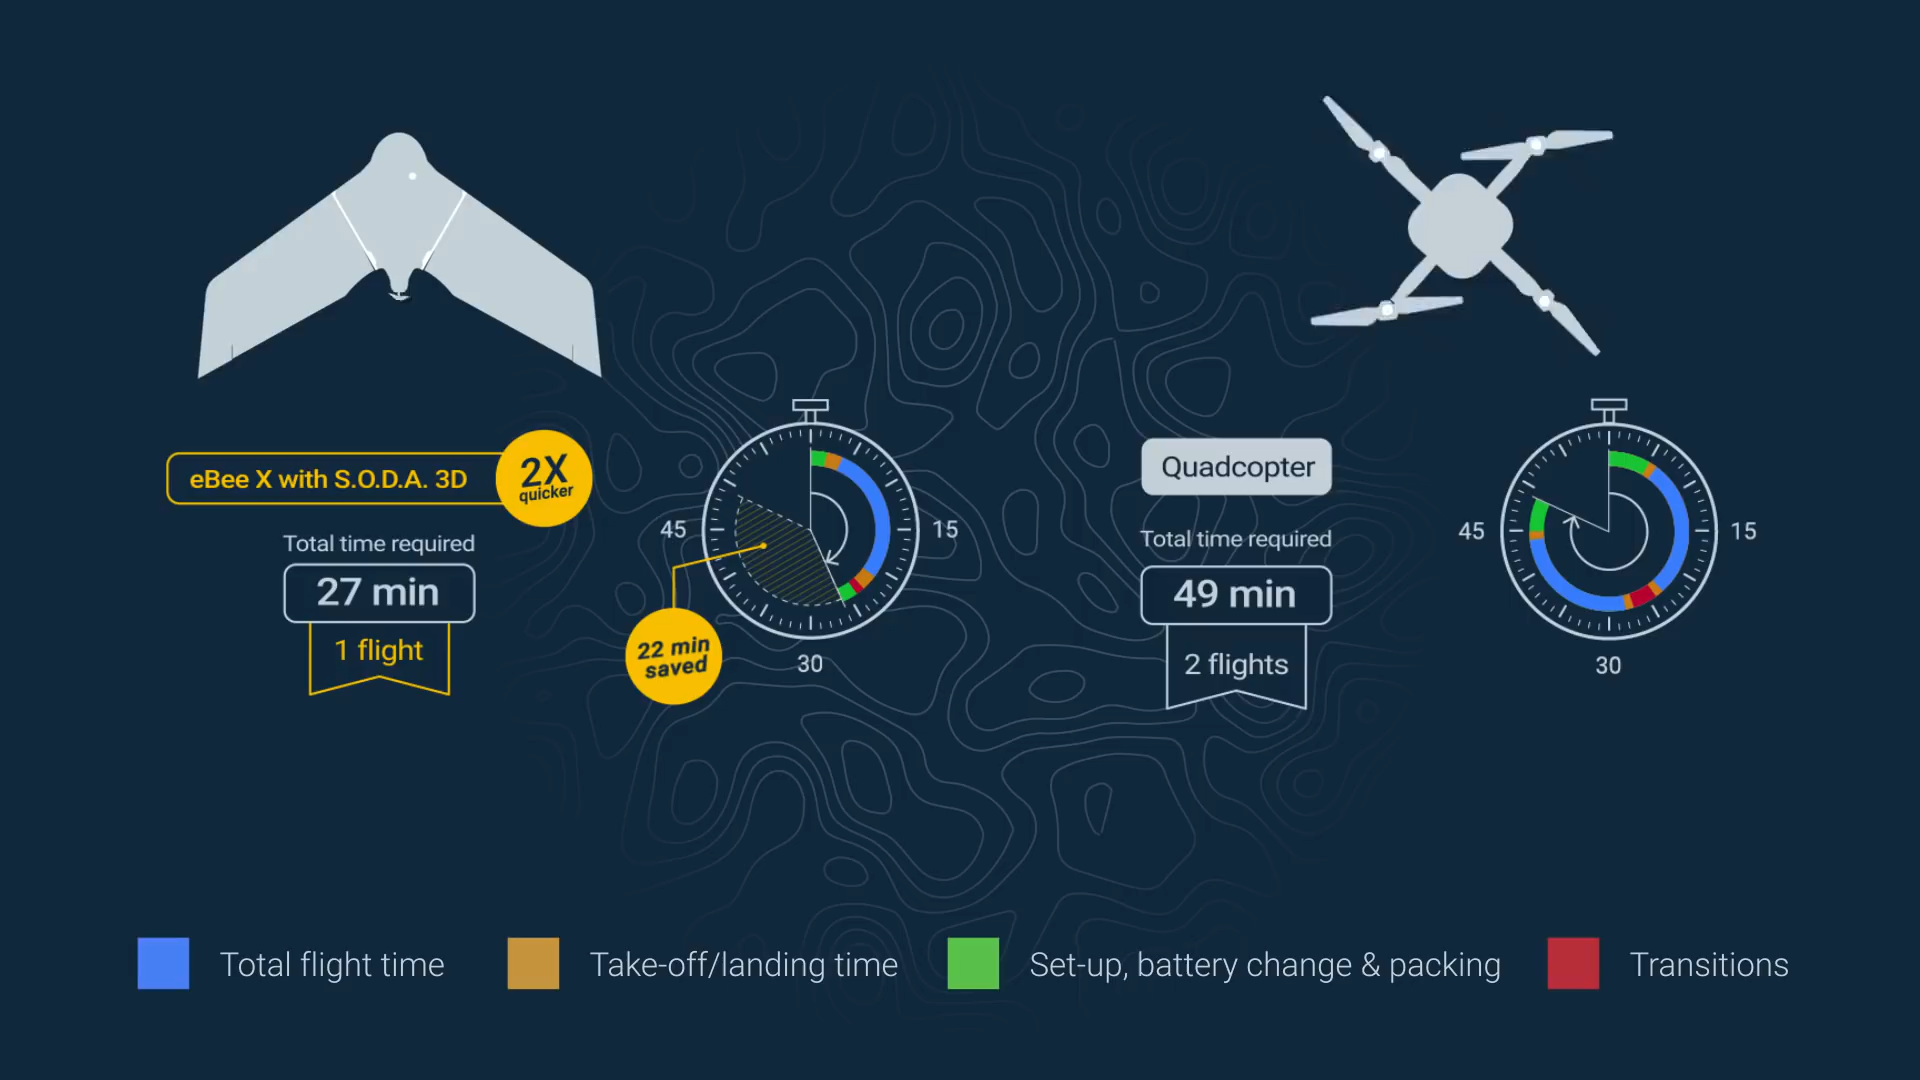 eBee X with S.O.D.A. 3D
2X
quicker
Total time required
27 min
1 flight
45
15
30
22 min
saved
Quadcopter
Total time required
49 min
2 flights
45
15
30
Total flight time
Take-off/landing time
Set-up, battery change & packing
Transitions